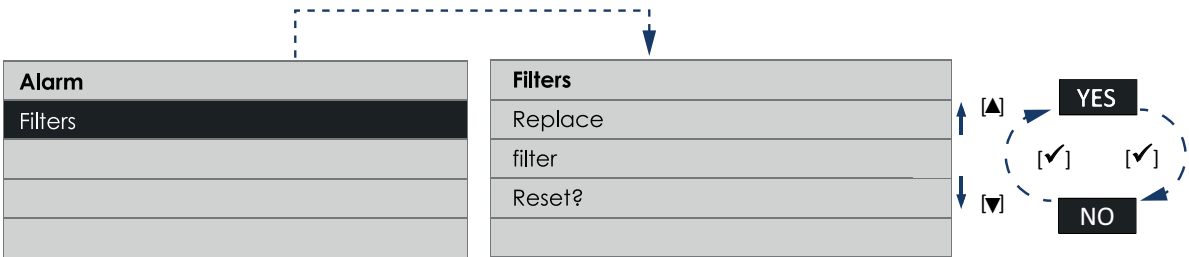 Alarm
Filters
Filters
Replace
filter
Reset?
[▲]
[▼]
YES
[✔] [✔]
NO